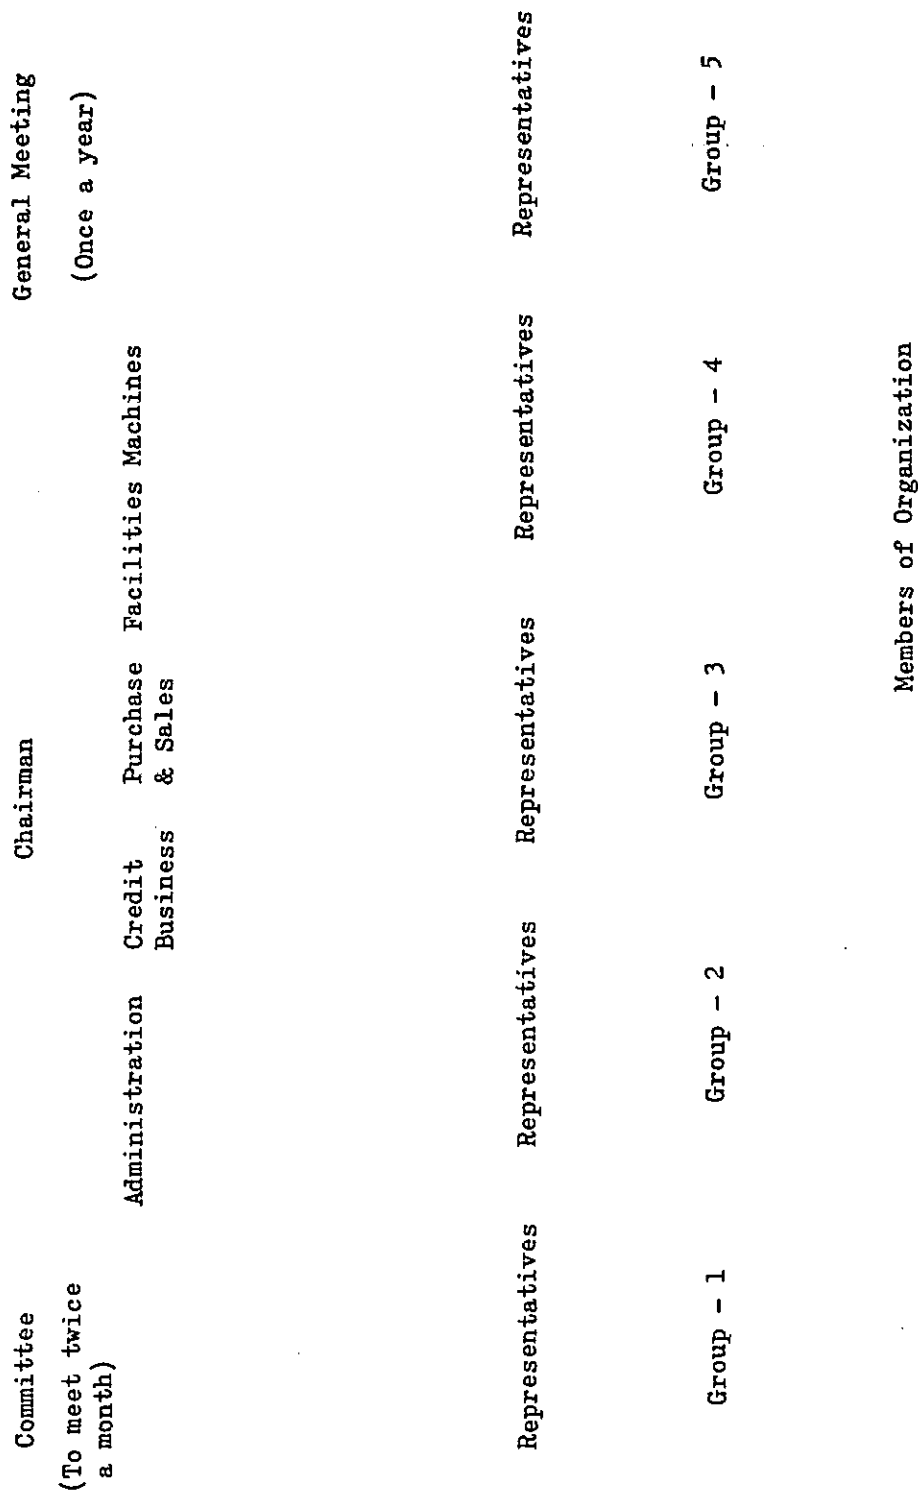 Committee
(To meet twice
a month)
Chairman
General Meeting
(Once a year)
Administration
Credit
Business
Purchase
& Sales
Facilities Machines
Representatives
Representatives
Representatives
Representatives
Representatives
Group - 1
Group - 2
Group - 3
Group - 4
Group - 5
Members of Organization